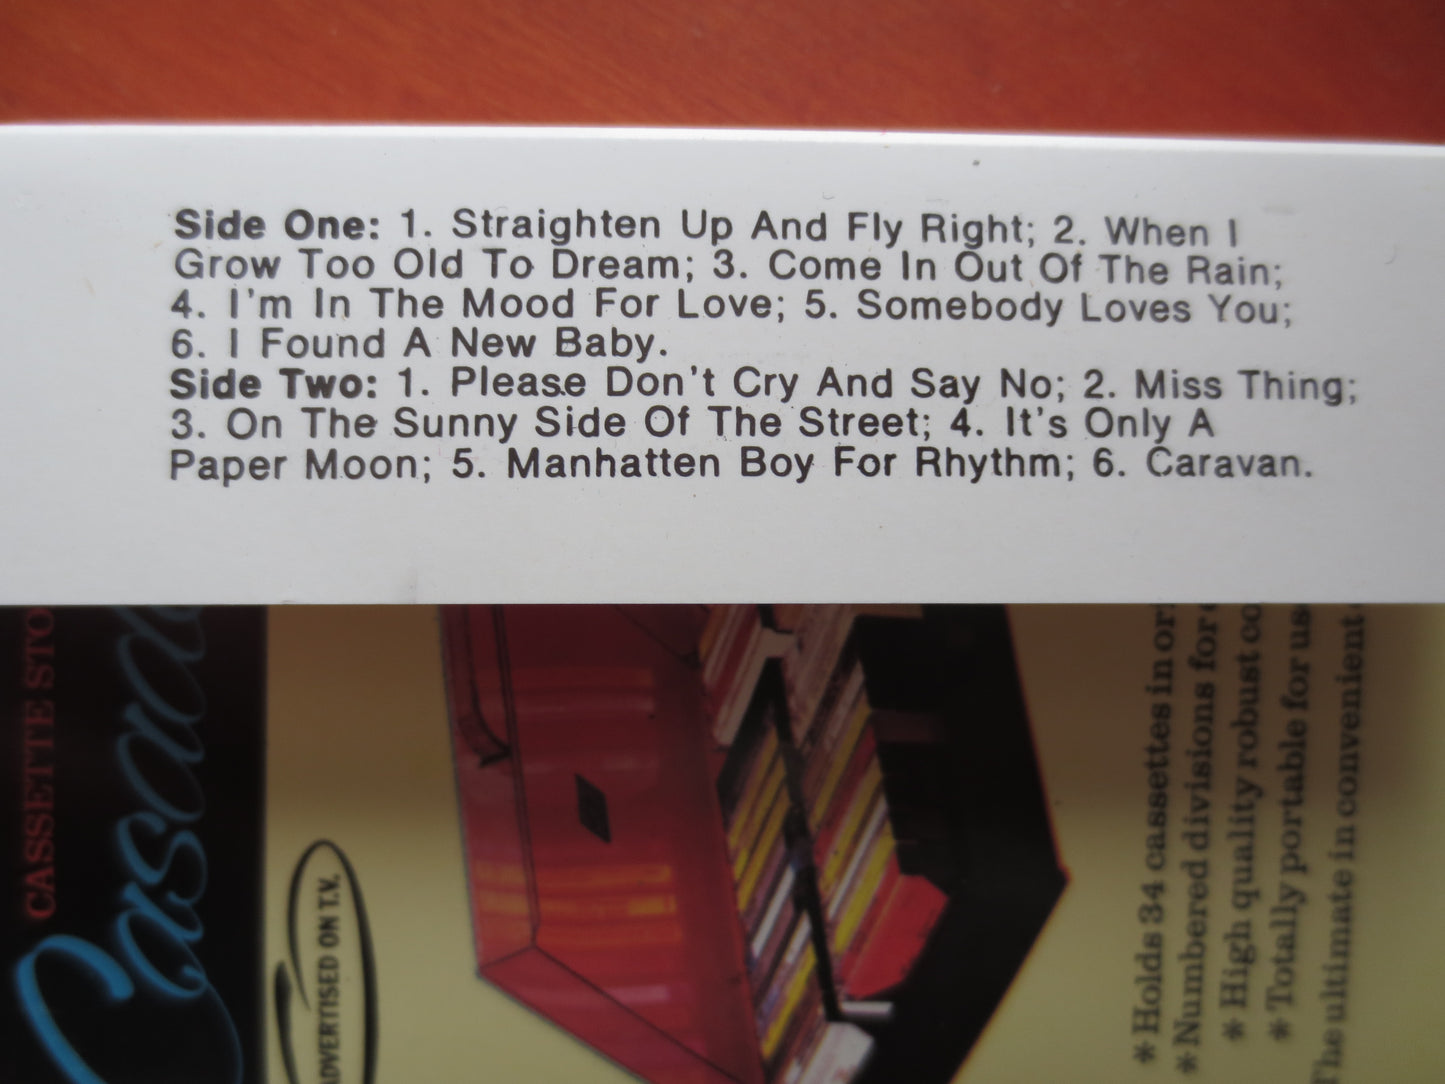 Side One: 1. Straighten Up And Fly Right; 2. When I
Grow Too Old To Dream; 3. Come In Out Of The Rain;
4. I'm In The Mood For Love; 5. Somebody Loves You;
6. I Found A New Baby.
Side Two: 1. Please Don't Cry And Say No; 2. Miss Thing;
3. On The Sunny Side Of The Street; 4. It's Only A
Paper Moon; 5. Manhatten Boy For Rhythm; 6. Caravan.
CASSETTE STO
Casad
ADVERTISED ON T.V.
* Holds 34 cassettes in or
* Numbered divisions for
* High quality robust co
* Totally portable for us
The ultimate in convenient